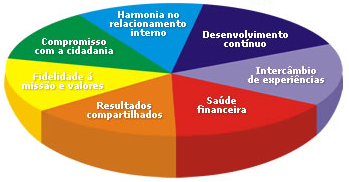 Harmonia no
relacionamento
interno
Desenvolvimento
contínuo
Intercâmbio
de experiências
Saúde
financeira
Resultados
compartilhados
Fidelidade á
missão e valores
Compromisso
com a cidadania